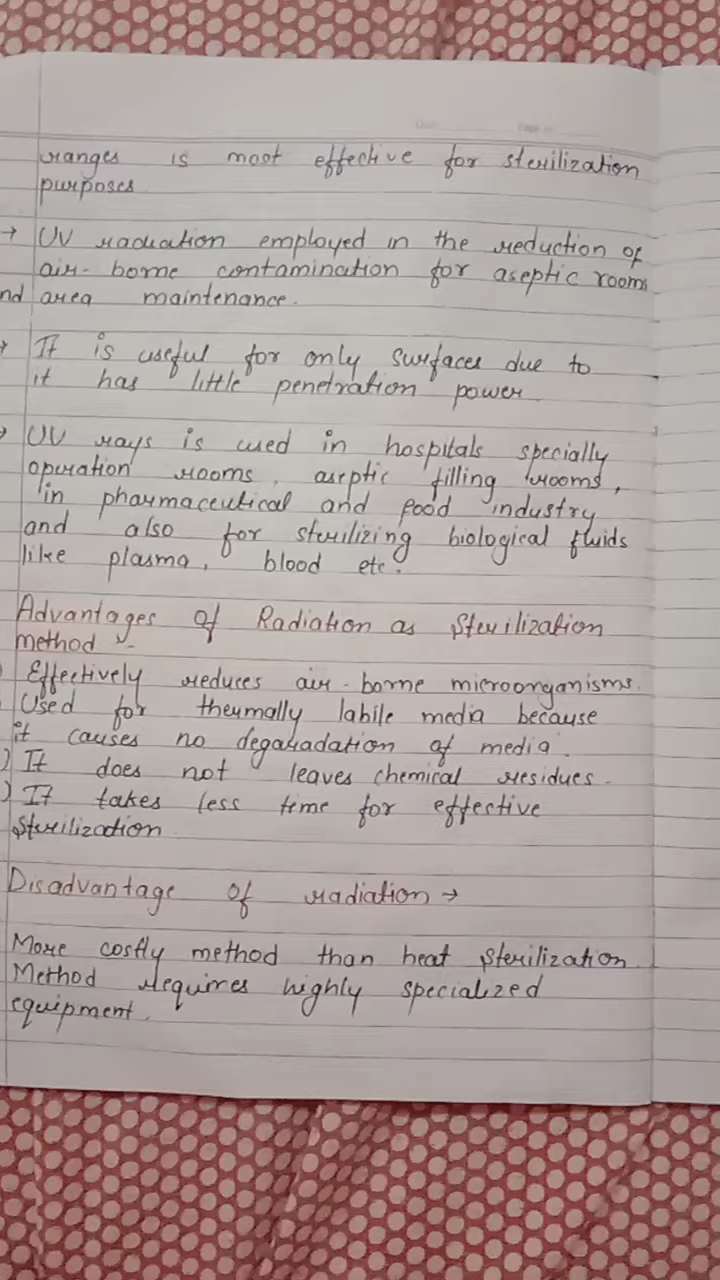 ranges is most effective for sterilization
purposes
→ UV radiation employed in the reduction of
air-borne contamination for aseptic rooms
nd area maintenance.
→ It is useful for only surfaces due to
it has little penetration power
→ UV rays is used in hospitals specially
operation rooms, aseptic filling rooms,
in pharmaceutical and food industry
and also for sterilizing biological fluids
like plasma, blood etc.
Advantages of Radiation as Sterilization
method -
Effectively reduces air-borne microorganisms.
Used for thermally labile media because
it causes no degaradation of media.
) It does not leaves chemical residues.
) It takes less time for effective
Sterilization
Disadvantage of radiation →
More costly method than heat sterilization
Method requires highly specialized
equipment.